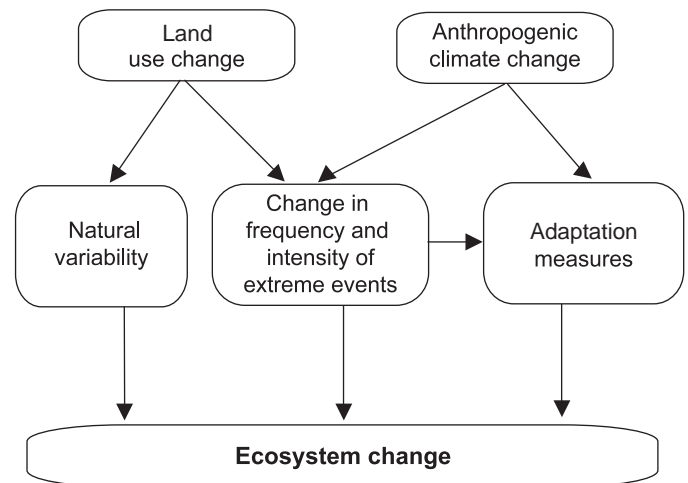 Land
use change
Anthropogenic
climate change
Natural
variability
Change in
frequency and
intensity of
extreme events
Adaptation
measures
Ecosystem change